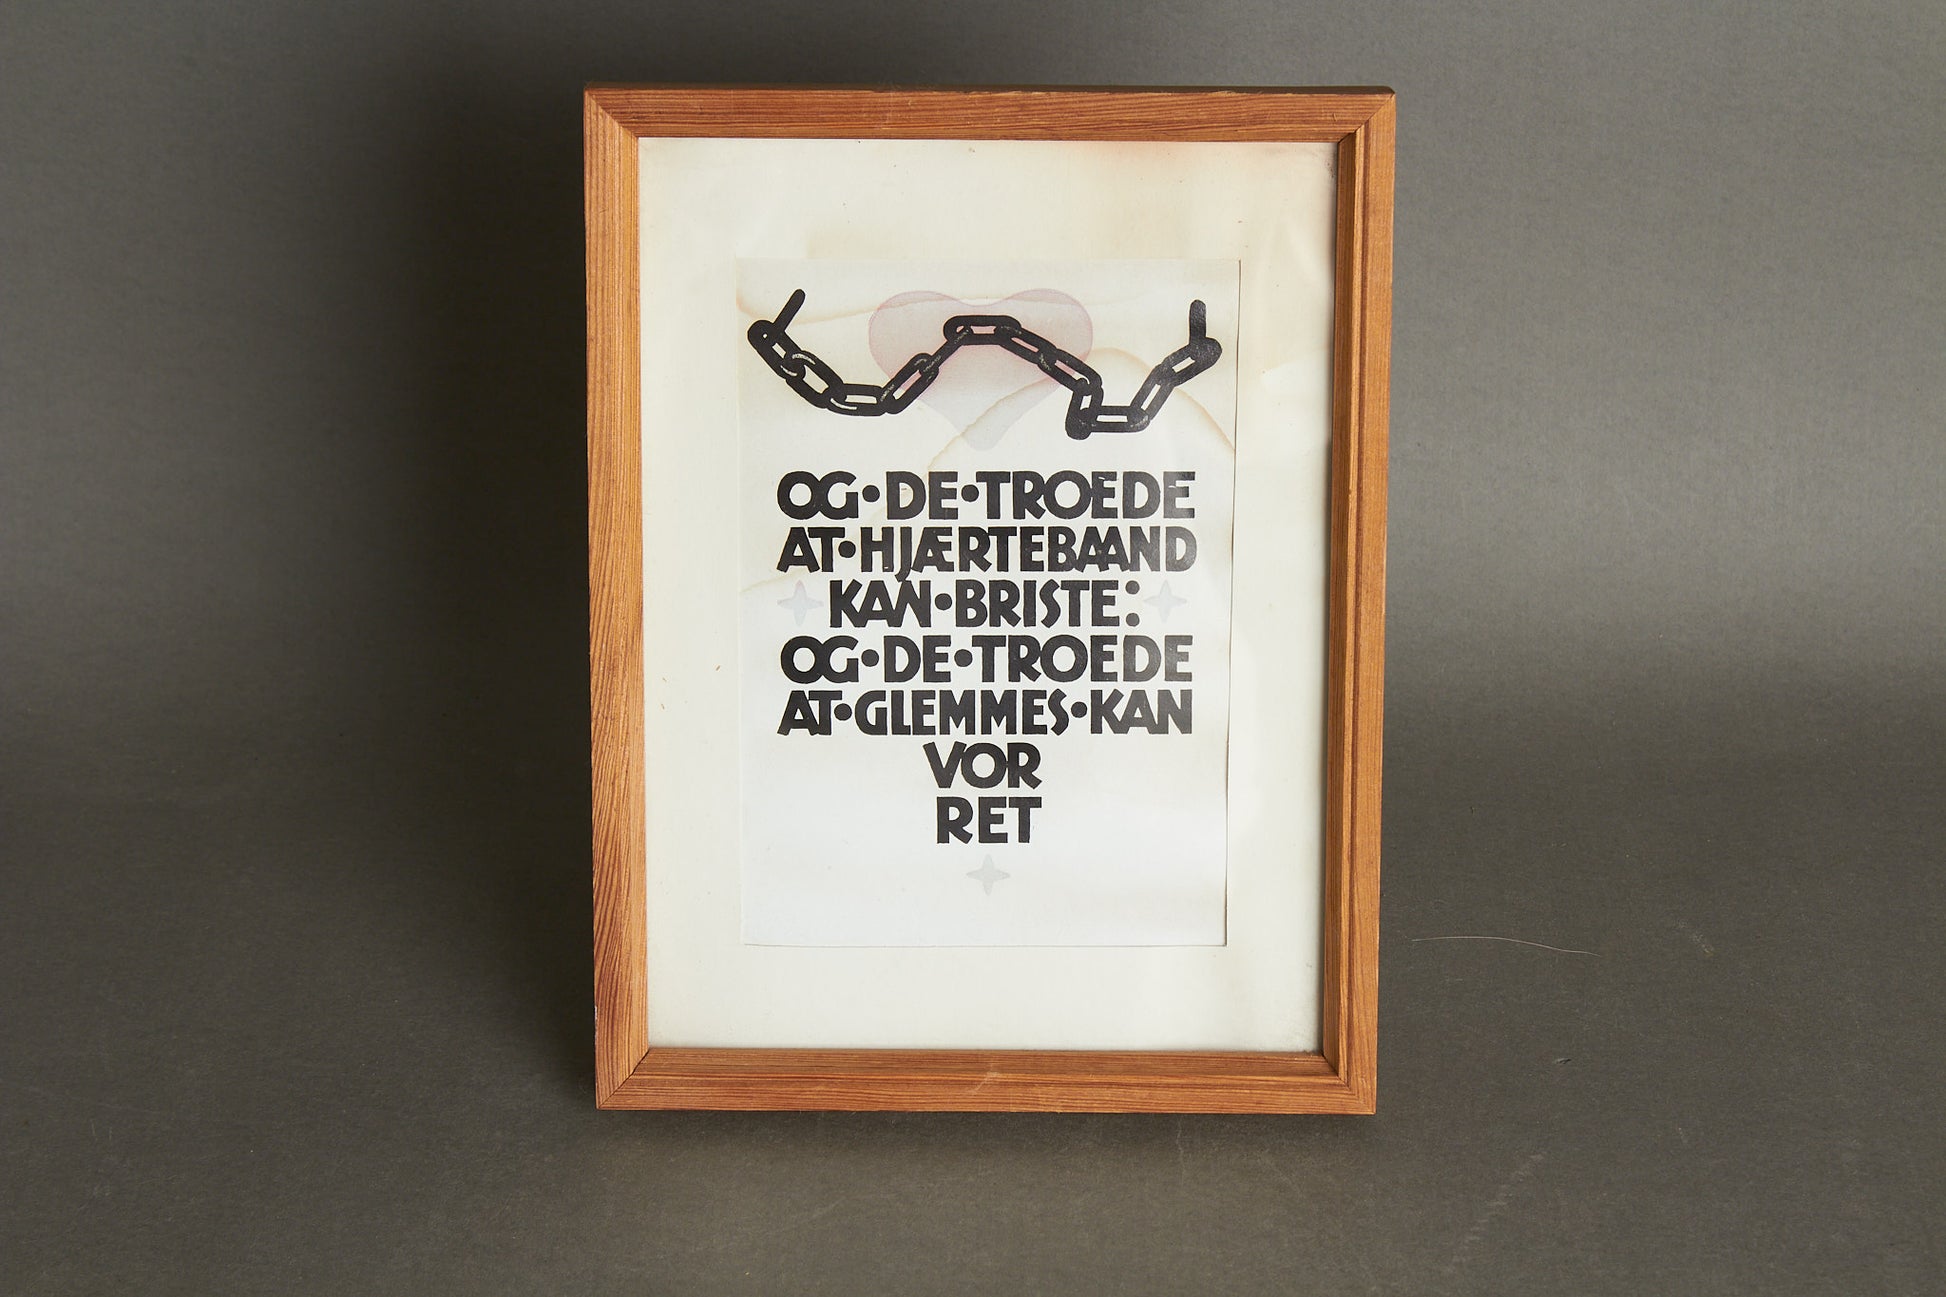 OG•DE•TROEDE
AT•HJÆRTEBAAND
KAN•BRISTE:
OG•DE•TROEDE
AT•GLEMMES•KAN
VOR
RET